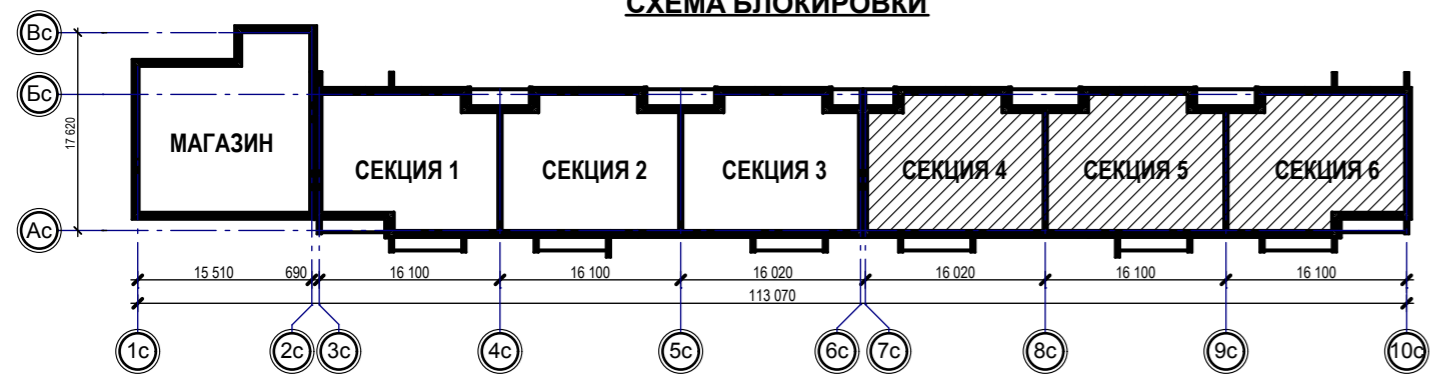 СХЕМА БЛОКИРОВКИ
Вс
Бс
17 620
МАГАЗИН
СЕКЦИЯ 1
СЕКЦИЯ 2
СЕКЦИЯ 3
СЕКЦИЯ 4
СЕКЦИЯ 5
СЕКЦИЯ 6
Ас
15 510 690 16 100 16 100 16 020 16 020 16 100 16 100
113 070
1с 2с 3с 4с 5с 6с 7с 8с 9с 10с